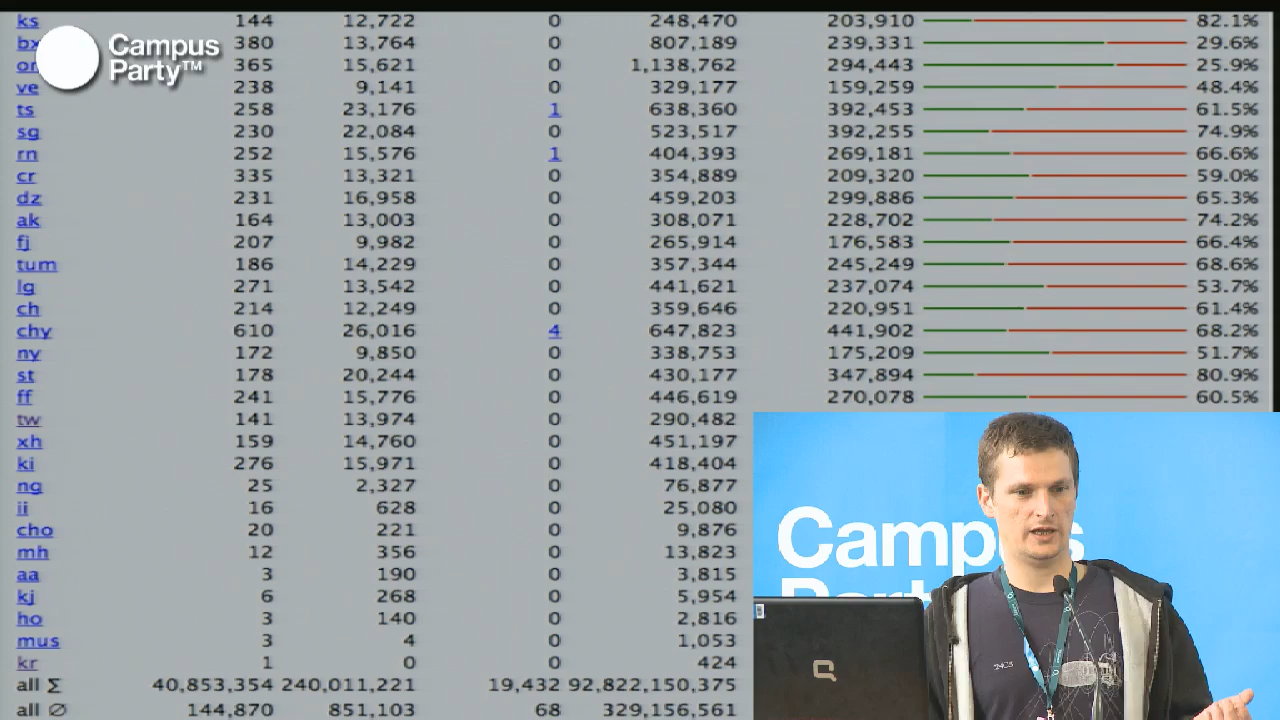 ks 144 12,722 0 248,470 203,910 82.1%
Campus
Party™
bx 380 13,764 0 807,189 239,331 29.6%
or 365 15,621 0 1,138,762 294,443 25.9%
ve 238 9,141 0 329,177 159,259 48.4%
ts 258 23,176 1 638,360 392,453 61.5%
sg 230 22,084 0 523,517 392,255 74.9%
rn 252 15,576 1 404,393 269,181 66.6%
cr 335 13,321 0 354,889 209,320 59.0%
dz 231 16,958 0 459,203 299,886 65.3%
ak 164 13,003 0 308,071 228,702 74.2%
fj 207 9,982 0 265,914 176,583 66.4%
tum 186 14,229 0 357,344 245,249 68.6%
lg 271 13,542 0 441,621 237,074 53.7%
ch 214 12,249 0 359,646 220,951 61.4%
chy 610 26,016 4 647,823 441,902 68.2%
ny 172 9,850 0 338,753 175,209 51.7%
st 178 20,244 0 430,177 347,894 80.9%
ff 241 15,776 0 446,619 270,078 60.5%
tw 141 13,974 0 290,482
xh 159 14,760 0 451,197
ki 276 15,971 0 418,404
ng 25 2,327 0 76,877
ii 16 628 0 25,080
cho 20 221 0 9,876
mh 12 356 0 13,823
aa 3 190 0 3,815
kj 6 268 0 5,954
ho 3 140 0 2,816
mus 3 4 0 1,053
kr 1 0 0 424
all Σ 40,853,354 240,011,221 19,432 92,822,150,375
all ∅ 144,870 851,103 68 329,156,561
Campus
Party